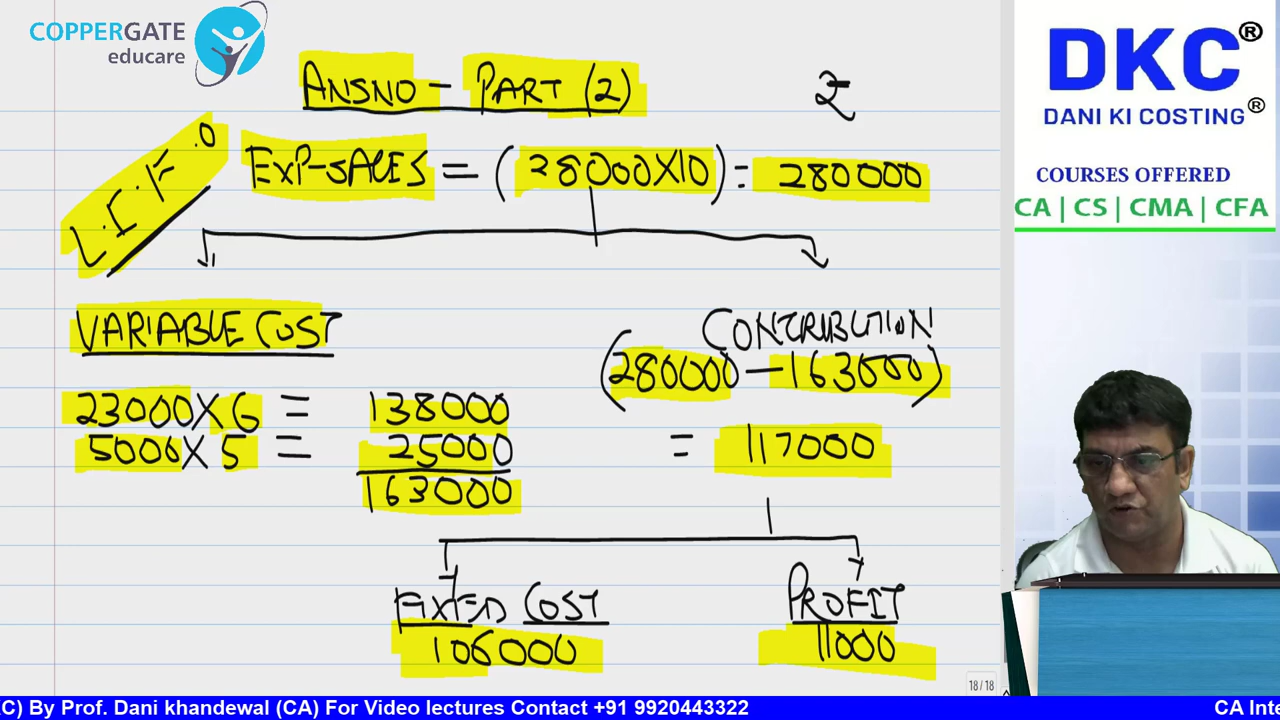 COPPERGATE
educare
ANSNO - PART (2)
₹
L.I.F.O
EXP-SALES = (28000X10) = 280000
VARIABLE COST
23000X6 = 138000
5000X5 = 25000
163000
CONTRIBUTION
(280000 - 163000)
= 117000
FIXED COST
106000
PROFIT
11000
18/18
DKC®
DANI KI COSTING®
COURSES OFFERED
CA | CS | CMA | CFA
C) By Prof. Dani khandewal (CA) For Video lectures Contact +91 9920443322
CA Inte